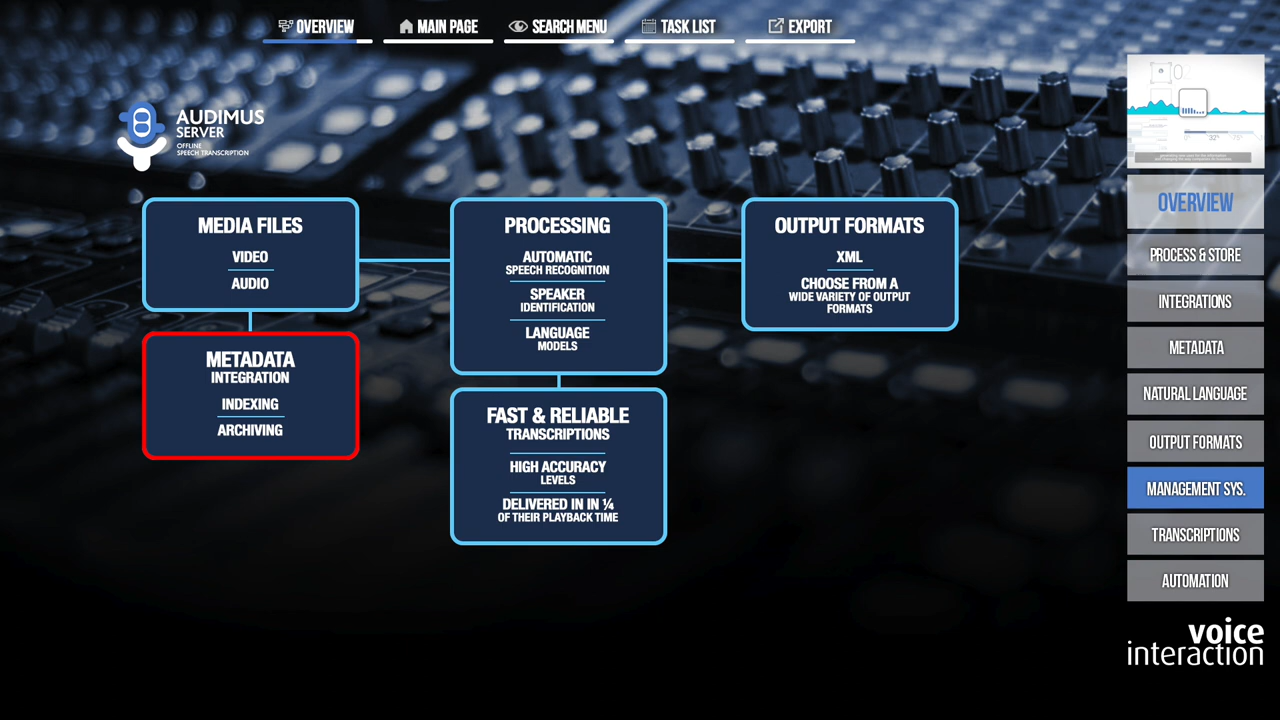 OVERVIEW
MAIN PAGE
SEARCH MENU
TASK LIST
EXPORT
AUDIMUS
SERVER
OFFLINE
SPEECH TRANSCRIPTION
MEDIA FILES
VIDEO
AUDIO
METADATA
INTEGRATION
INDEXING
ARCHIVING
PROCESSING
AUTOMATIC
SPEECH RECOGNITION
SPEAKER
IDENTIFICATION
LANGUAGE
MODELS
FAST & RELIABLE
TRANSCRIPTIONS
HIGH ACCURACY
LEVELS
DELIVERED IN IN ¼
OF THEIR PLAYBACK TIME
OUTPUT FORMATS
XML
CHOOSE FROM A
WIDE VARIETY OF OUTPUT
FORMATS
OVERVIEW
PROCESS & STORE
INTEGRATIONS
METADATA
NATURAL LANGUAGE
OUTPUT FORMATS
MANAGEMENT SYS.
TRANSCRIPTIONS
AUTOMATION
voice
interaction